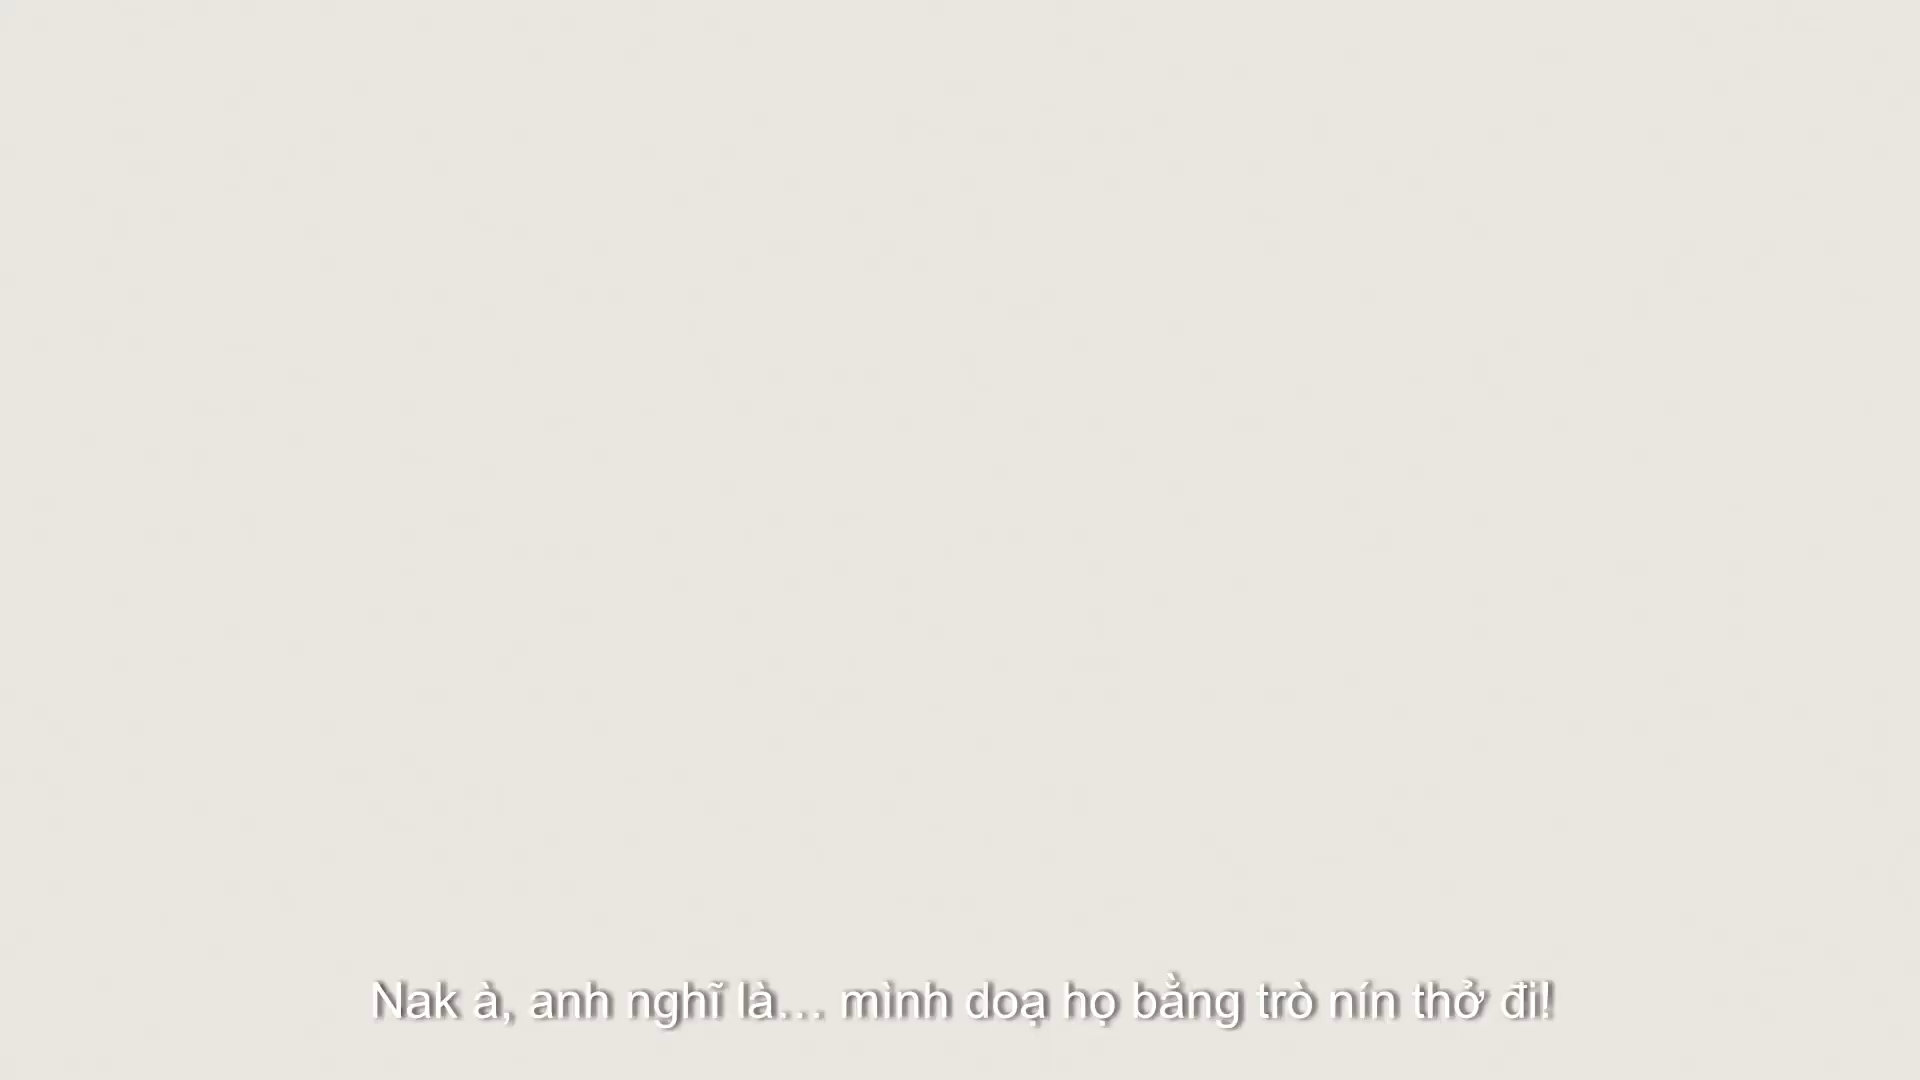 Nak à, anh nghĩ là… mình doạ họ bằng trò nín thở đi!